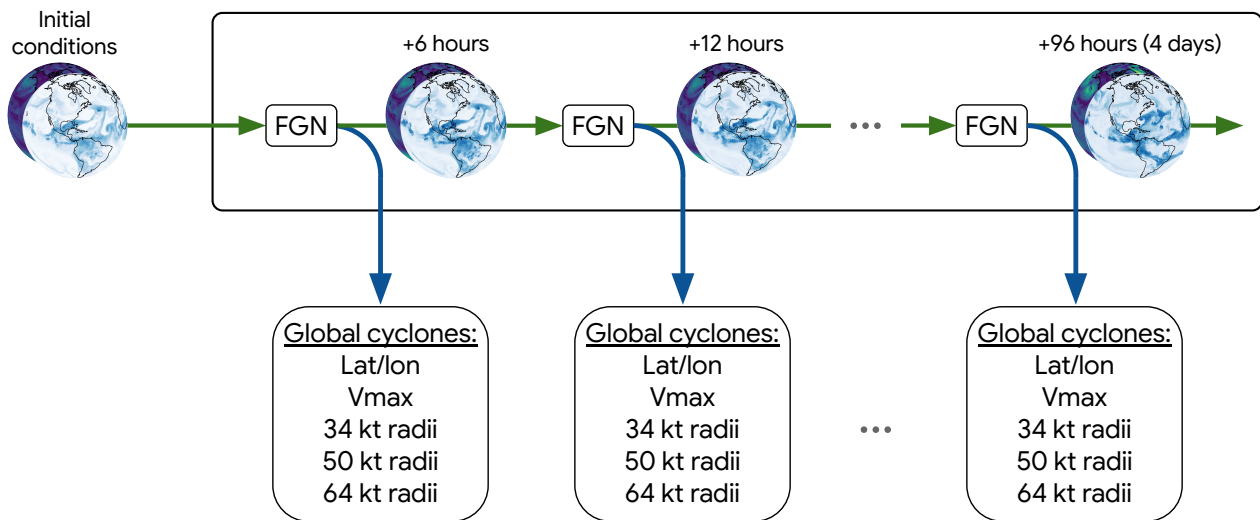 Initial
conditions
+6 hours
+12 hours
+96 hours (4 days)
FGN
FGN
...
FGN
Global cyclones:
Lat/lon
Vmax
34 kt radii
50 kt radii
64 kt radii
Global cyclones:
Lat/lon
Vmax
34 kt radii
50 kt radii
64 kt radii
...
Global cyclones:
Lat/lon
Vmax
34 kt radii
50 kt radii
64 kt radii